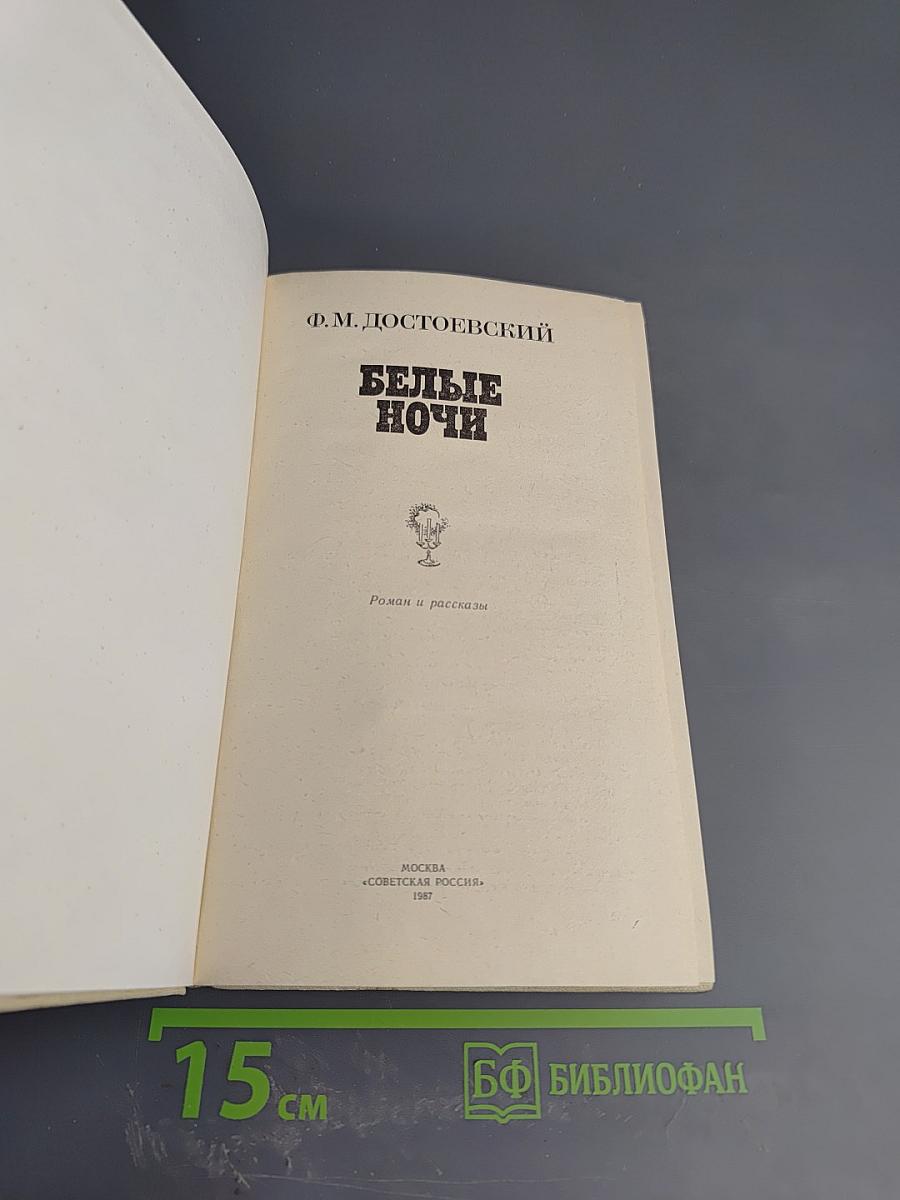 Ф. М. ДОСТОЕВСКИЙ
БЕЛЫЕ
НОЧИ
Роман и рассказы
МОСКВА
«СОВЕТСКАЯ РОССИЯ»
1987
15 см
БФ БИБЛИОФАН